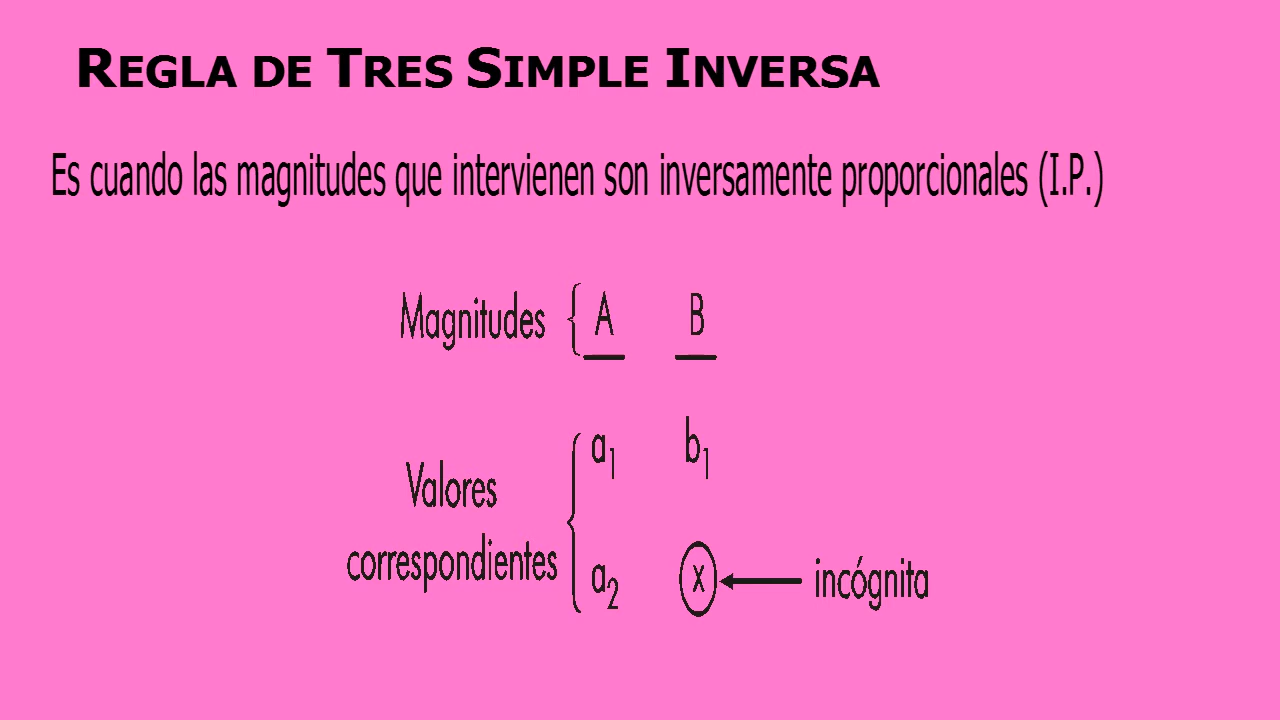 REGLA DE TRES SIMPLE INVERSA
Es cuando las magnitudes que intervienen son inversamente proporcionales (I.P.)
Magnitudes { A B
a₁ b₁
Valores
correspondientes {
a₂ x ← incógnita